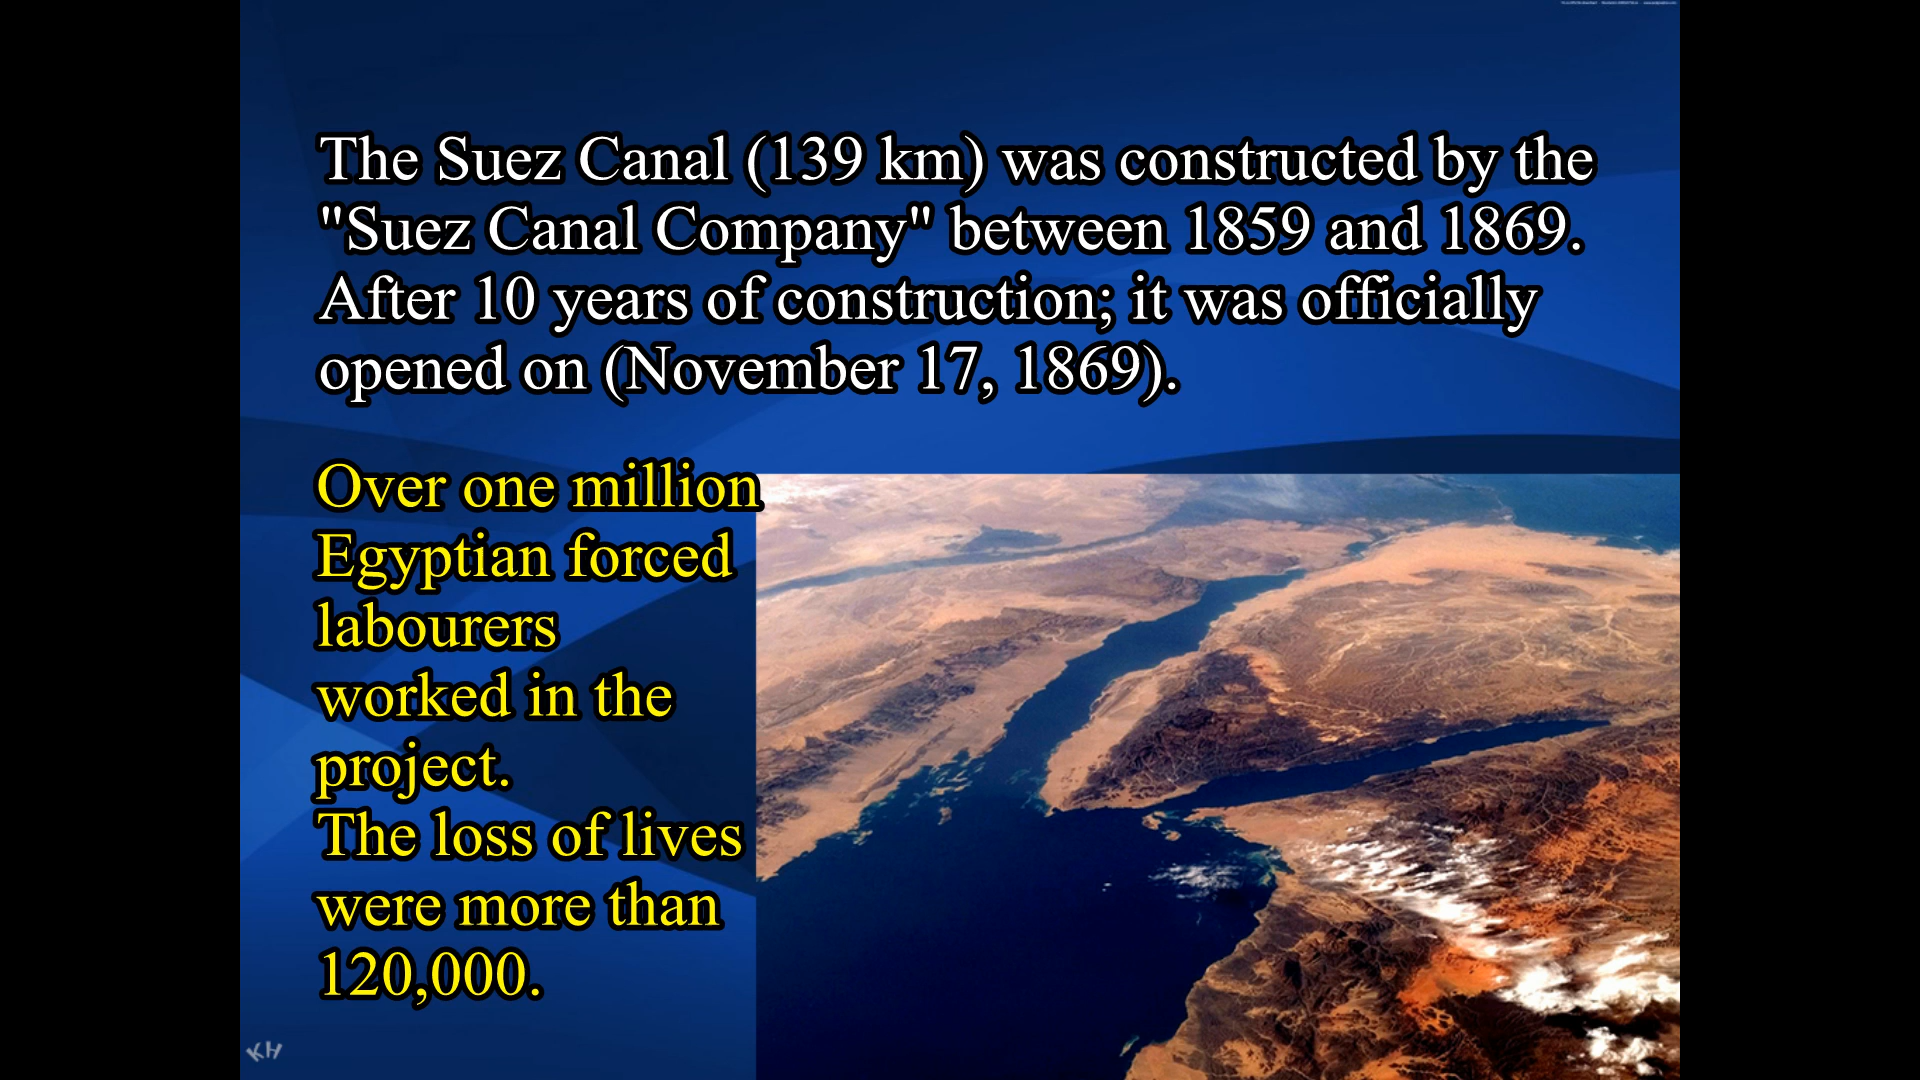 The Suez Canal (139 km) was constructed by the
"Suez Canal Company" between 1859 and 1869.
After 10 years of construction; it was officially
opened on (November 17, 1869).
Over one million
Egyptian forced
labourers
worked in the
project.
The loss of lives
were more than
120,000.
KH